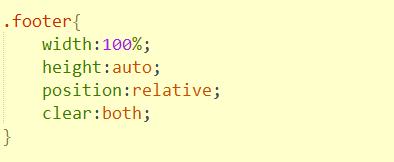 .footer{
    width:100%;
    height:auto;
    position:relative;
    clear:both;
}